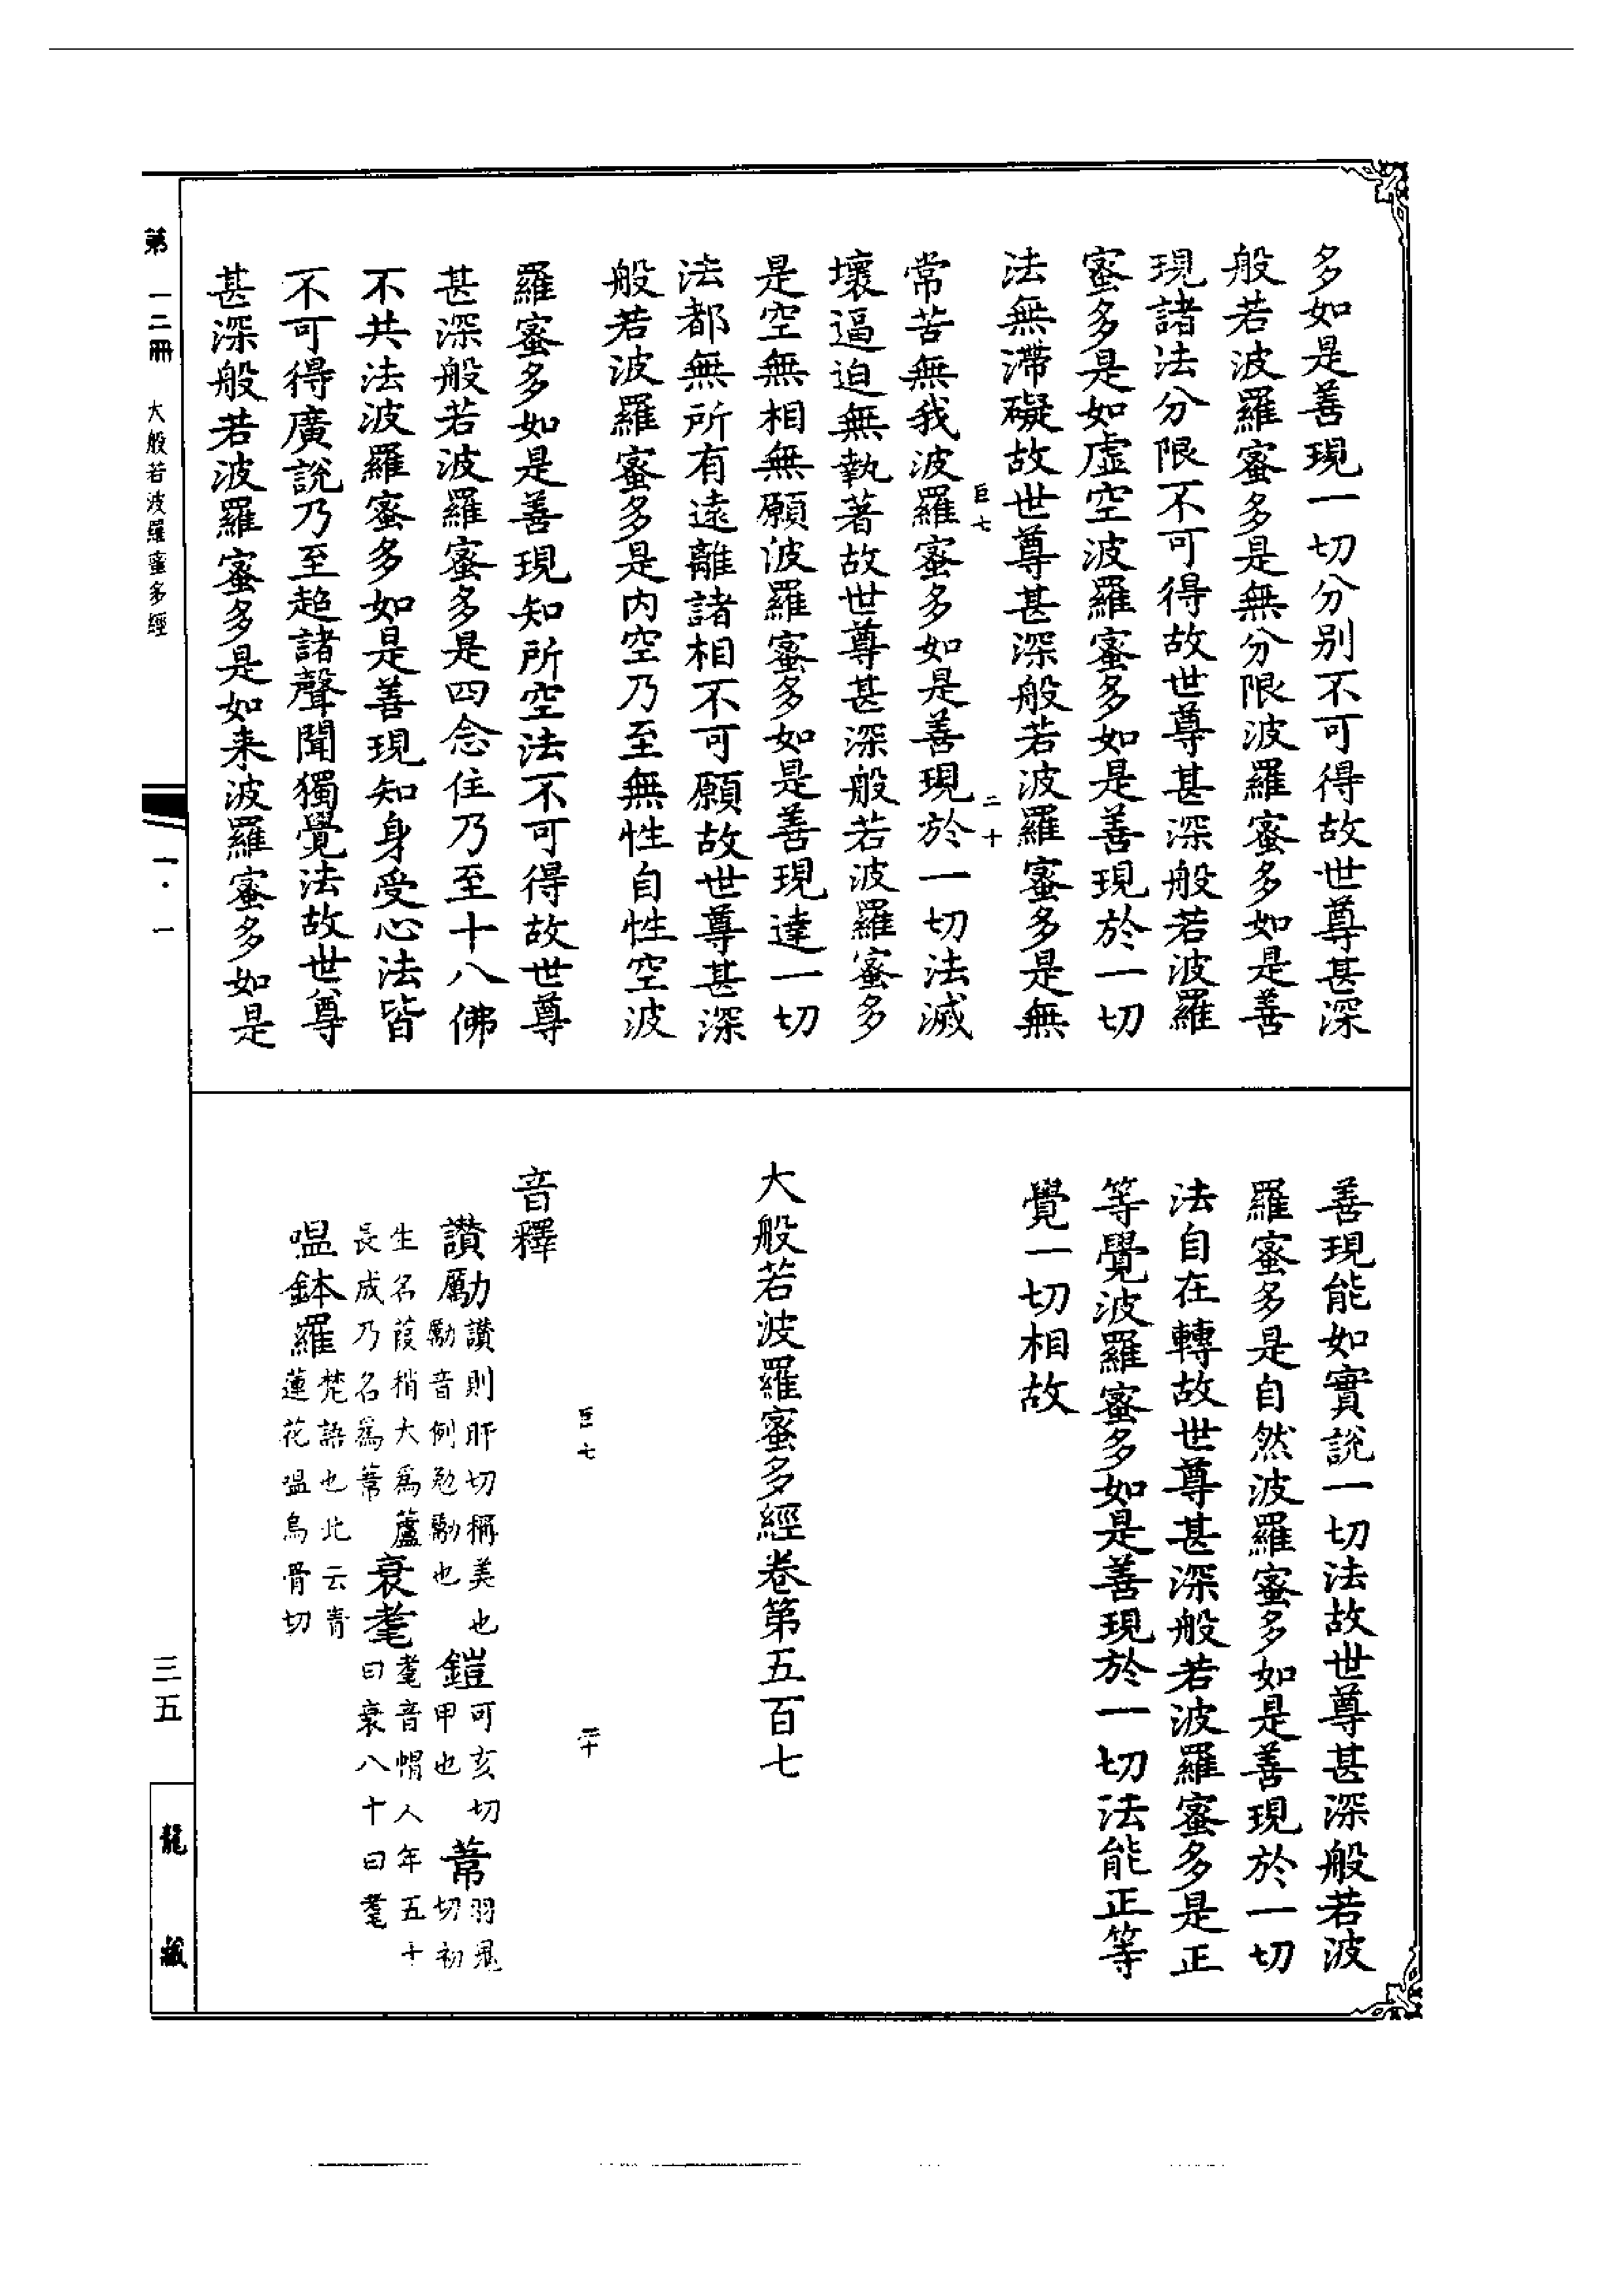 多如是善現一切分別不可得故世尊甚深
般若波羅蜜多是無分限波羅蜜多如是善
現諸法分限不可得故世尊甚深般若波羅
蜜多是如虛空波羅蜜多如是善現於一切
法無滯礙故世尊甚深般若波羅蜜多是無
巨七 二十
常苦無我波羅蜜多如是善現於一切法滅
壞逼迫無執著故世尊甚深般若波羅蜜多
是空無相無願波羅蜜多如是善現達一切
法都無所有遠離諸相不可願故世尊甚深
般若波羅蜜多是內空乃至無性自性空波
羅蜜多如是善現知所空法不可得故世尊
甚深般若波羅蜜多是四念住乃至十八佛
不共法波羅蜜多如是善現知身受心法皆
不可得廣說乃至超諸聲聞獨覺法故世尊
甚深般若波羅蜜多是如來波羅蜜多如是
善現能如實說一切法故世尊甚深般若波
羅蜜多是自然波羅蜜多如是善現於一切
法自在轉故世尊甚深般若波羅蜜多是正
等覺波羅蜜多如是善現於一切法能正等
覺一切相故
大般若波羅蜜多經卷第五百七
巨七
音釋
讚勵 讚則肝切稱美也勵音例勉勵也 鎧 可亥切甲也 葦 羽鬼切初
生名葭稍大為蘆長成乃名為葦 衰耄 耄音帽人年五十曰衰八十曰耄
嗢鉢羅 梵語也此云青蓮花嗢烏骨切
第一二冊 大般若波羅蜜多經
一．一
三五
龍藏